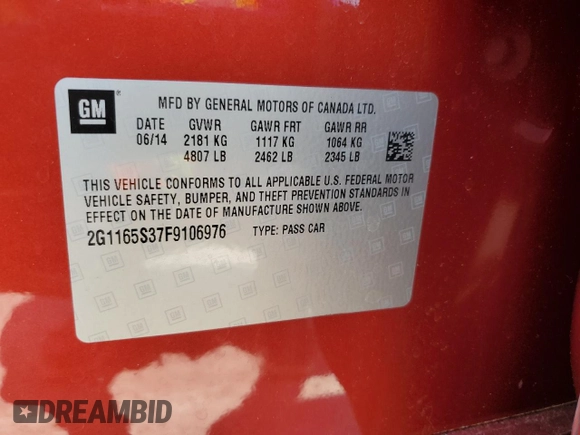 GM
MFD BY GENERAL MOTORS OF CANADA LTD.
DATE GVWR GAWR FRT GAWR RR
06/14 2181 KG 1117 KG 1064 KG
4807 LB 2462 LB 2345 LB
THIS VEHICLE CONFORMS TO ALL APPLICABLE U.S. FEDERAL MOTOR
VEHICLE SAFETY, BUMPER, AND THEFT PREVENTION STANDARDS IN
EFFECT ON THE DATE OF MANUFACTURE SHOWN ABOVE.
2G1165S37F9106976 TYPE: PASS CAR
DREAMBID